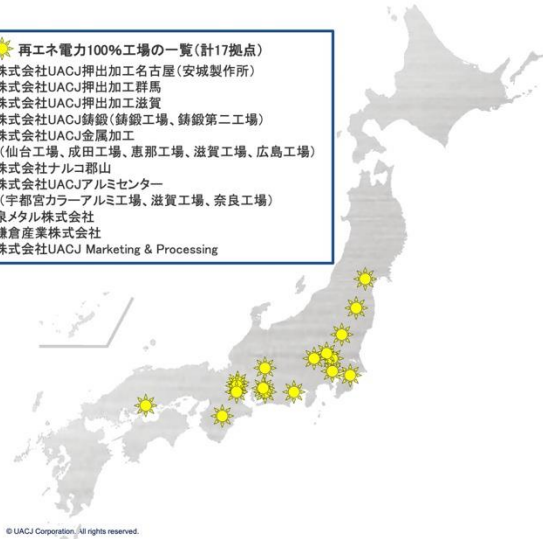 再エネ電力100%工場の一覧(計17拠点)
株式会社UACJ押出加工名古屋(安城製作所)
株式会社UACJ押出加工群馬
株式会社UACJ押出加工滋賀
株式会社UACJ鋳鍛(鋳鍛工場、鋳鍛第二工場)
株式会社UACJ金属加工
(仙台工場、成田工場、恵那工場、滋賀工場、広島工場)
株式会社ナルコ郡山
株式会社UACJアルミセンター
(宇都宮カラーアルミ工場、滋賀工場、奈良工場)
泉メタル株式会社
鎌倉産業株式会社
株式会社UACJ Marketing & Processing
© UACJ Corporation. All rights reserved.